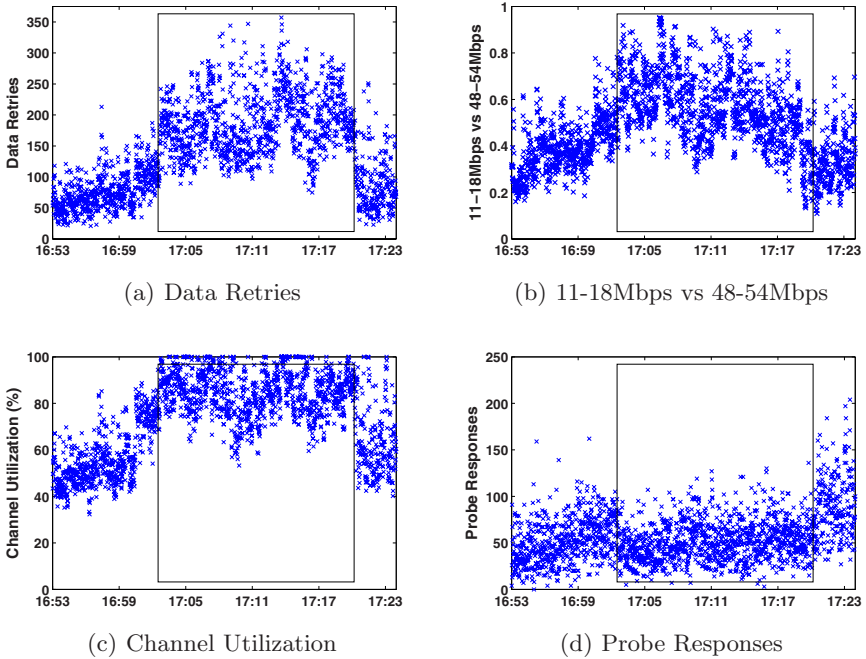 350
300
250
200
150
100
50
0
Data Retries
16:53 16:59 17:05 17:11 17:17 17:23
(a) Data Retries
1
0.8
0.6
0.4
0.2
0
11−18Mbps vs 48−54Mbps
16:53 16:59 17:05 17:11 17:17 17:23
(b) 11-18Mbps vs 48-54Mbps
100
80
60
40
20
0
Channel Utilization (%)
16:53 16:59 17:05 17:11 17:17 17:23
(c) Channel Utilization
250
200
150
100
50
0
Probe Responses
16:53 16:59 17:05 17:11 17:17 17:23
(d) Probe Responses